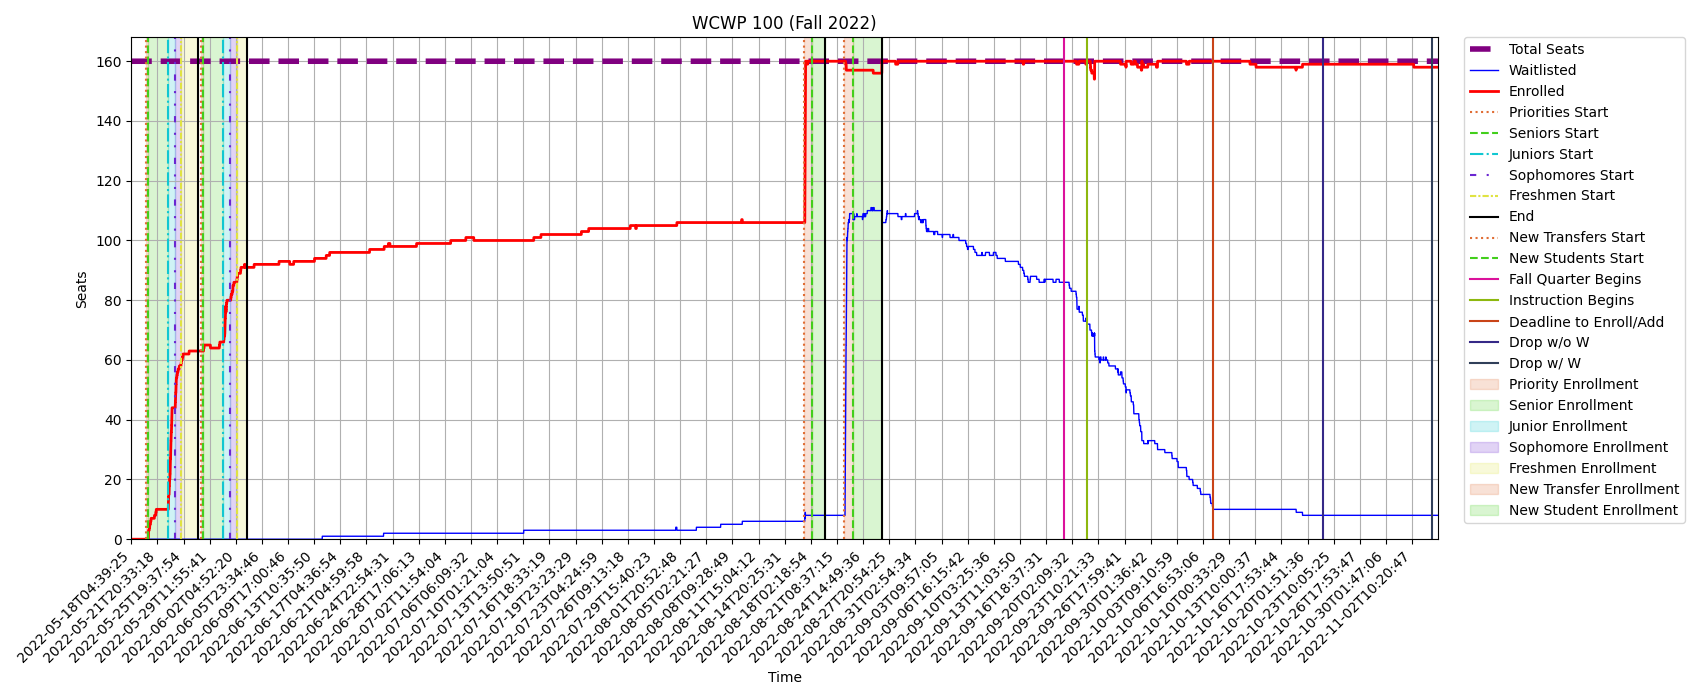 WCWP 100 (Fall 2022)
Seats
160
140
120
100
80
60
40
20
0
2022-05-18T04:39:25
2022-05-21T20:33:18
2022-05-25T19:37:54
2022-05-29T11:55:41
2022-06-02T04:52:20
2022-06-05T23:34:46
2022-06-09T17:00:46
2022-06-13T10:35:50
2022-06-17T04:36:54
2022-06-21T04:59:58
2022-06-24T22:54:31
2022-06-28T17:06:13
2022-07-02T11:54:04
2022-07-06T06:09:32
2022-07-10T01:21:04
2022-07-13T13:50:51
2022-07-16T18:33:19
2022-07-19T23:23:29
2022-07-23T04:24:59
2022-07-26T09:13:18
2022-07-29T15:40:23
2022-08-01T20:52:48
2022-08-05T02:21:27
2022-08-08T09:28:49
2022-08-11T15:04:12
2022-08-14T20:25:31
2022-08-18T02:18:54
2022-08-21T08:37:15
2022-08-24T14:49:36
2022-08-27T20:54:25
2022-08-31T02:54:34
2022-09-03T09:57:05
2022-09-06T16:15:42
2022-09-10T03:25:36
2022-09-13T11:03:50
2022-09-16T18:37:31
2022-09-20T02:09:32
2022-09-23T10:21:33
2022-09-26T17:59:41
2022-09-30T01:36:42
2022-10-03T09:10:59
2022-10-06T16:53:06
2022-10-10T00:33:29
2022-10-13T10:00:37
2022-10-16T17:53:44
2022-10-20T01:51:36
2022-10-23T10:05:25
2022-10-26T17:53:47
2022-10-30T01:47:06
2022-11-02T10:20:47
Time
Total Seats
Waitlisted
Enrolled
Priorities Start
Seniors Start
Juniors Start
Sophomores Start
Freshmen Start
End
New Transfers Start
New Students Start
Fall Quarter Begins
Instruction Begins
Deadline to Enroll/Add
Drop w/o W
Drop w/ W
Priority Enrollment
Senior Enrollment
Junior Enrollment
Sophomore Enrollment
Freshmen Enrollment
New Transfer Enrollment
New Student Enrollment